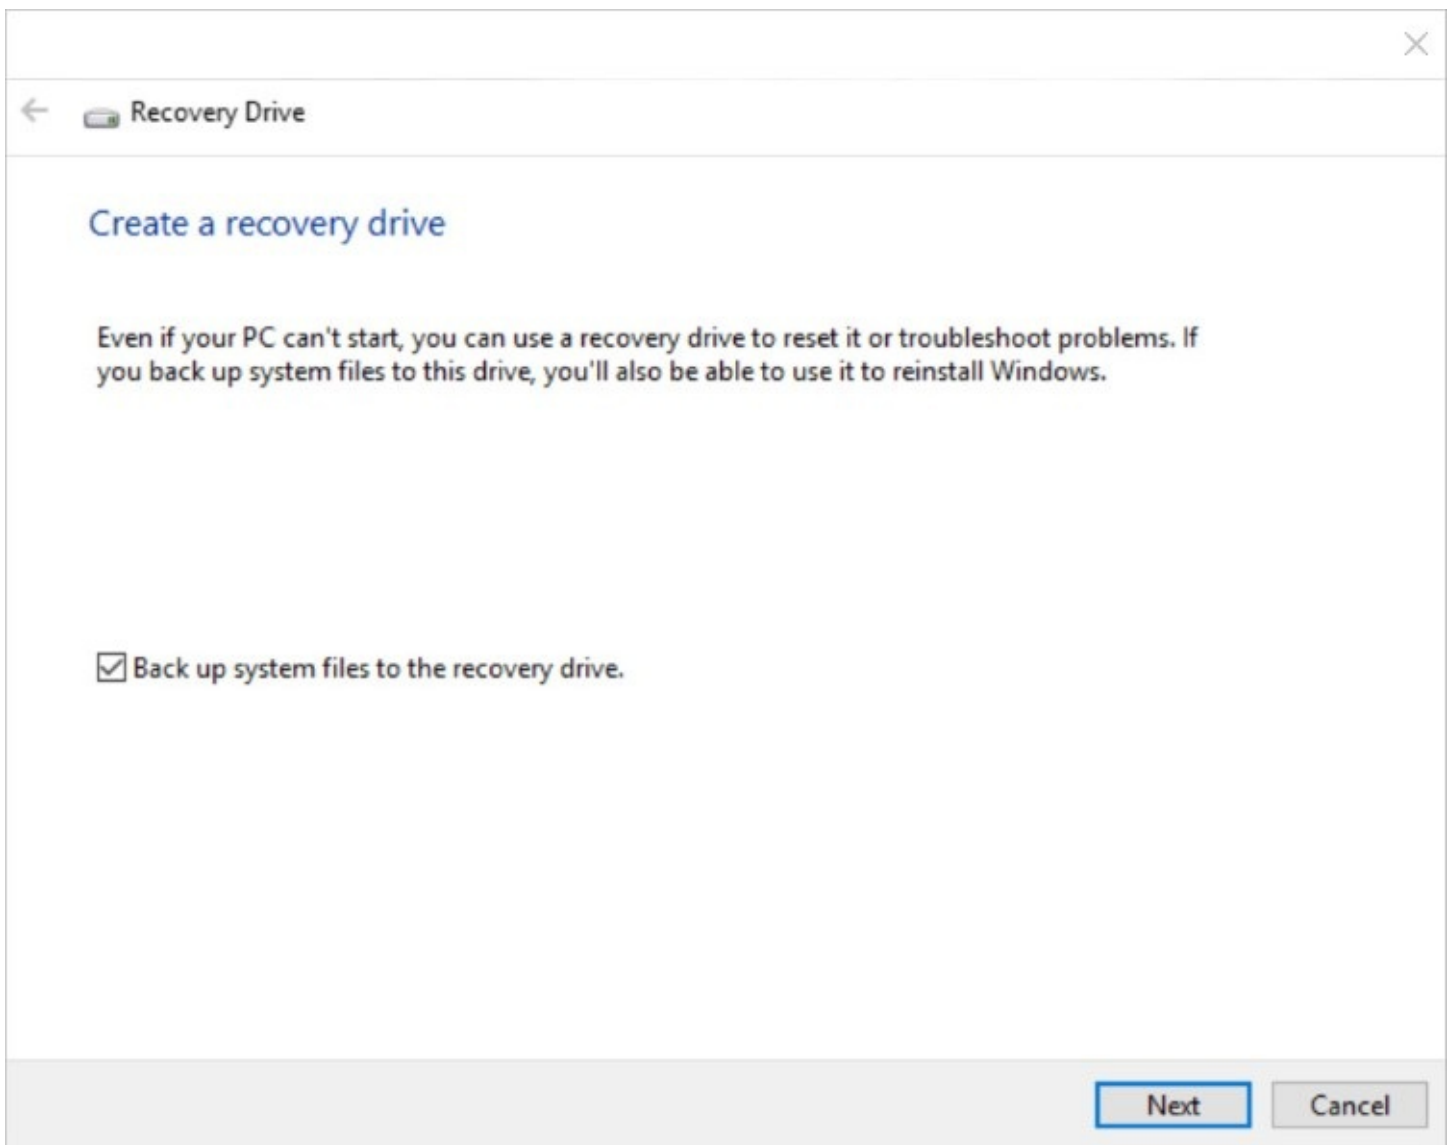 Recovery Drive
Create a recovery drive
Even if your PC can't start, you can use a recovery drive to reset it or troubleshoot problems. If
you back up system files to this drive, you'll also be able to use it to reinstall Windows.
Back up system files to the recovery drive.
Next
Cancel